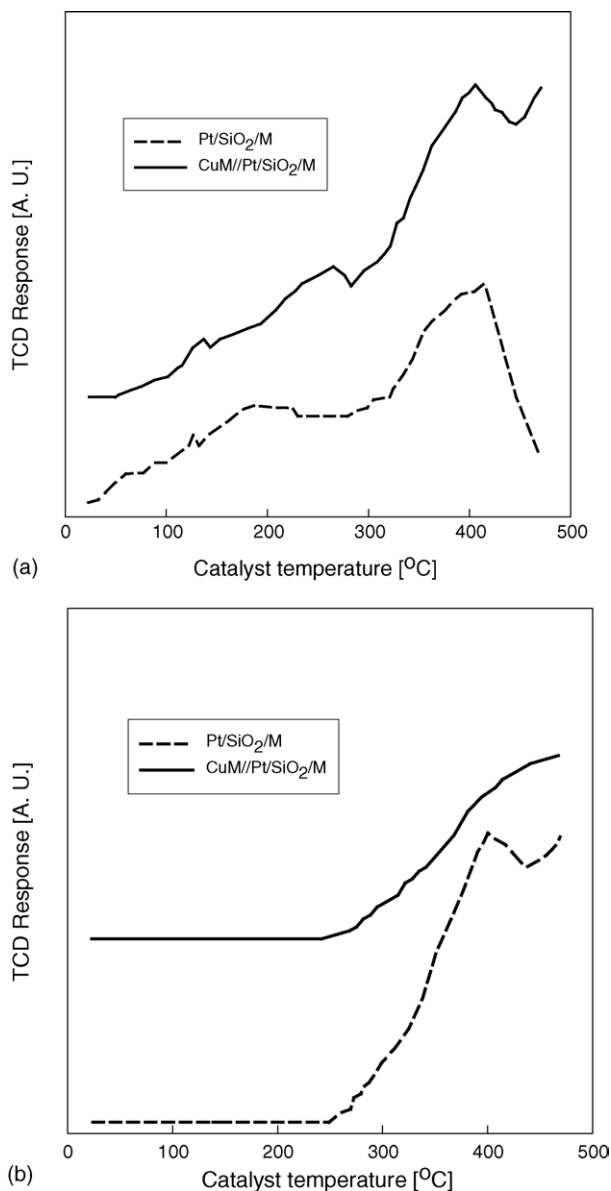 TCD Response [A. U.]
Pt/SiO2/M
CuM//Pt/SiO2/M
0 100 200 300 400 500
(a) Catalyst temperature [OC]
TCD Response [A. U.]
Pt/SiO2/M
CuM//Pt/SiO2/M
0 100 200 300 400 500
(b) Catalyst temperature [OC]